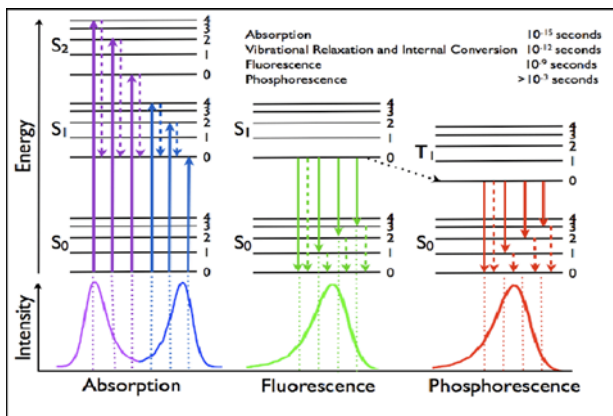 Absorption 10⁻¹⁵ seconds
Vibrational Relaxation and Internal Conversion 10⁻¹² seconds
Fluorescence 10⁻⁹ seconds
Phosphorescence >10⁻³ seconds
Energy
S₂
4
3
2
1
0
S₁
4
3
2
1
0
S₀
4
3
2
1
0
S₁
4
3
2
1
0
S₀
4
3
2
1
0
T₁
4
3
2
1
0
S₀
4
3
2
1
0
Intensity
Absorption
Fluorescence
Phosphorescence